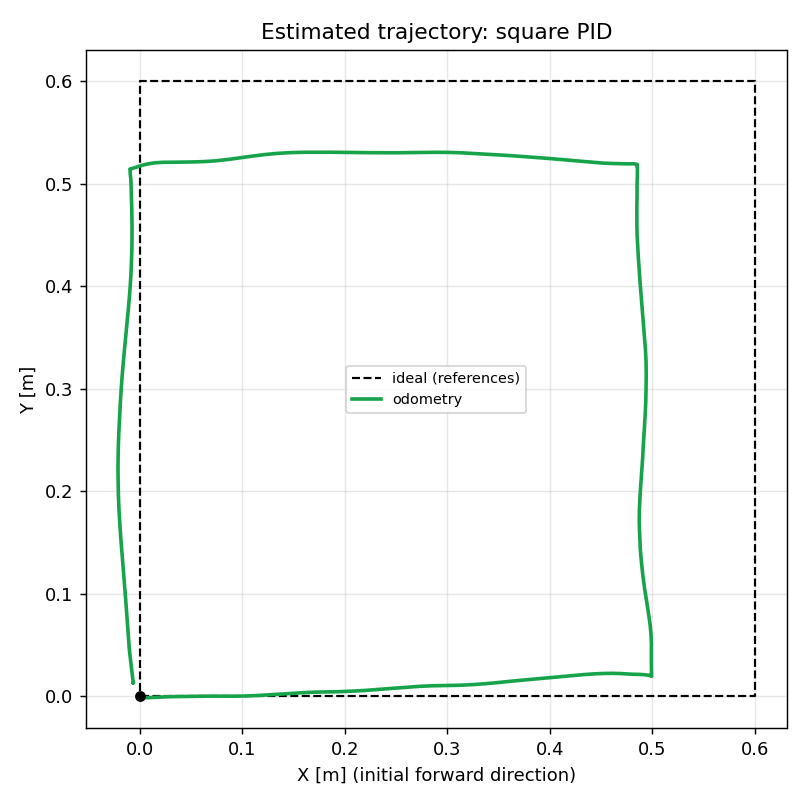 Estimated trajectory: square PID
0.6
0.5
0.4
0.3
0.2
0.1
0.0
Y [m]
ideal (references)
odometry
0.0 0.1 0.2 0.3 0.4 0.5 0.6
X [m] (initial forward direction)